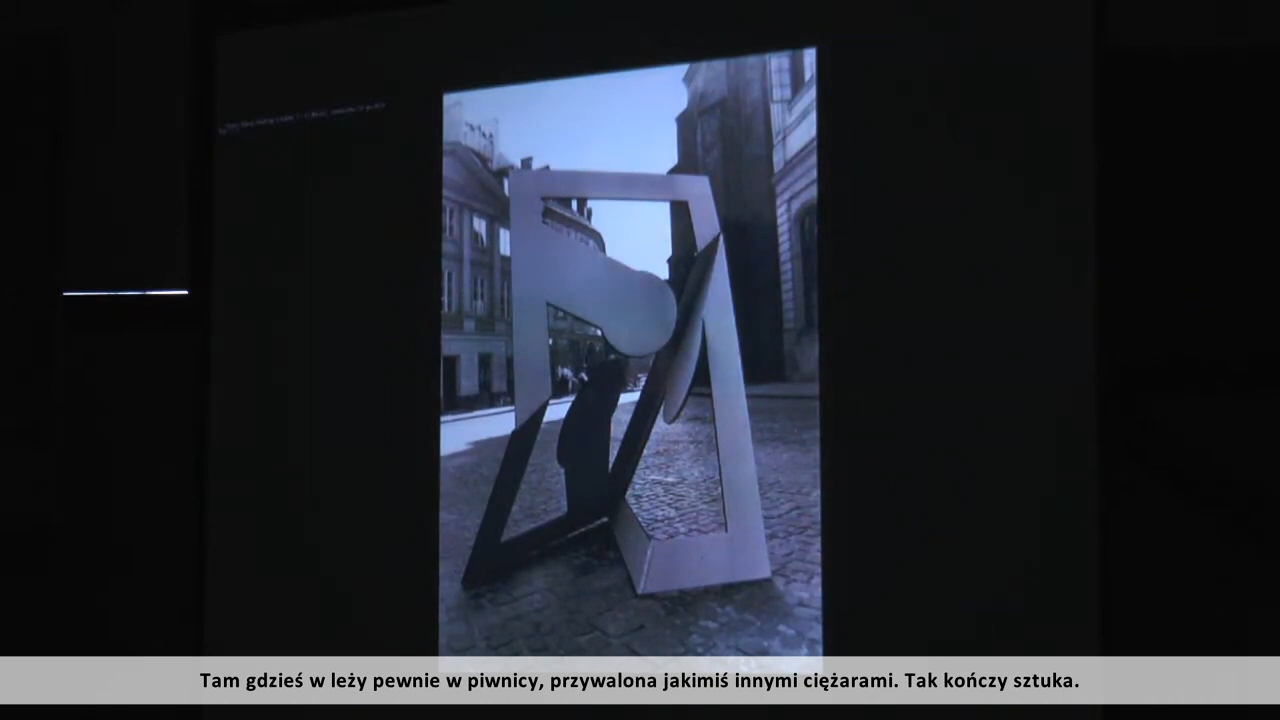 Tam gdzieś w leży pewnie w piwnicy, przywalona jakimiś innymi ciężarami. Tak kończy sztuka.